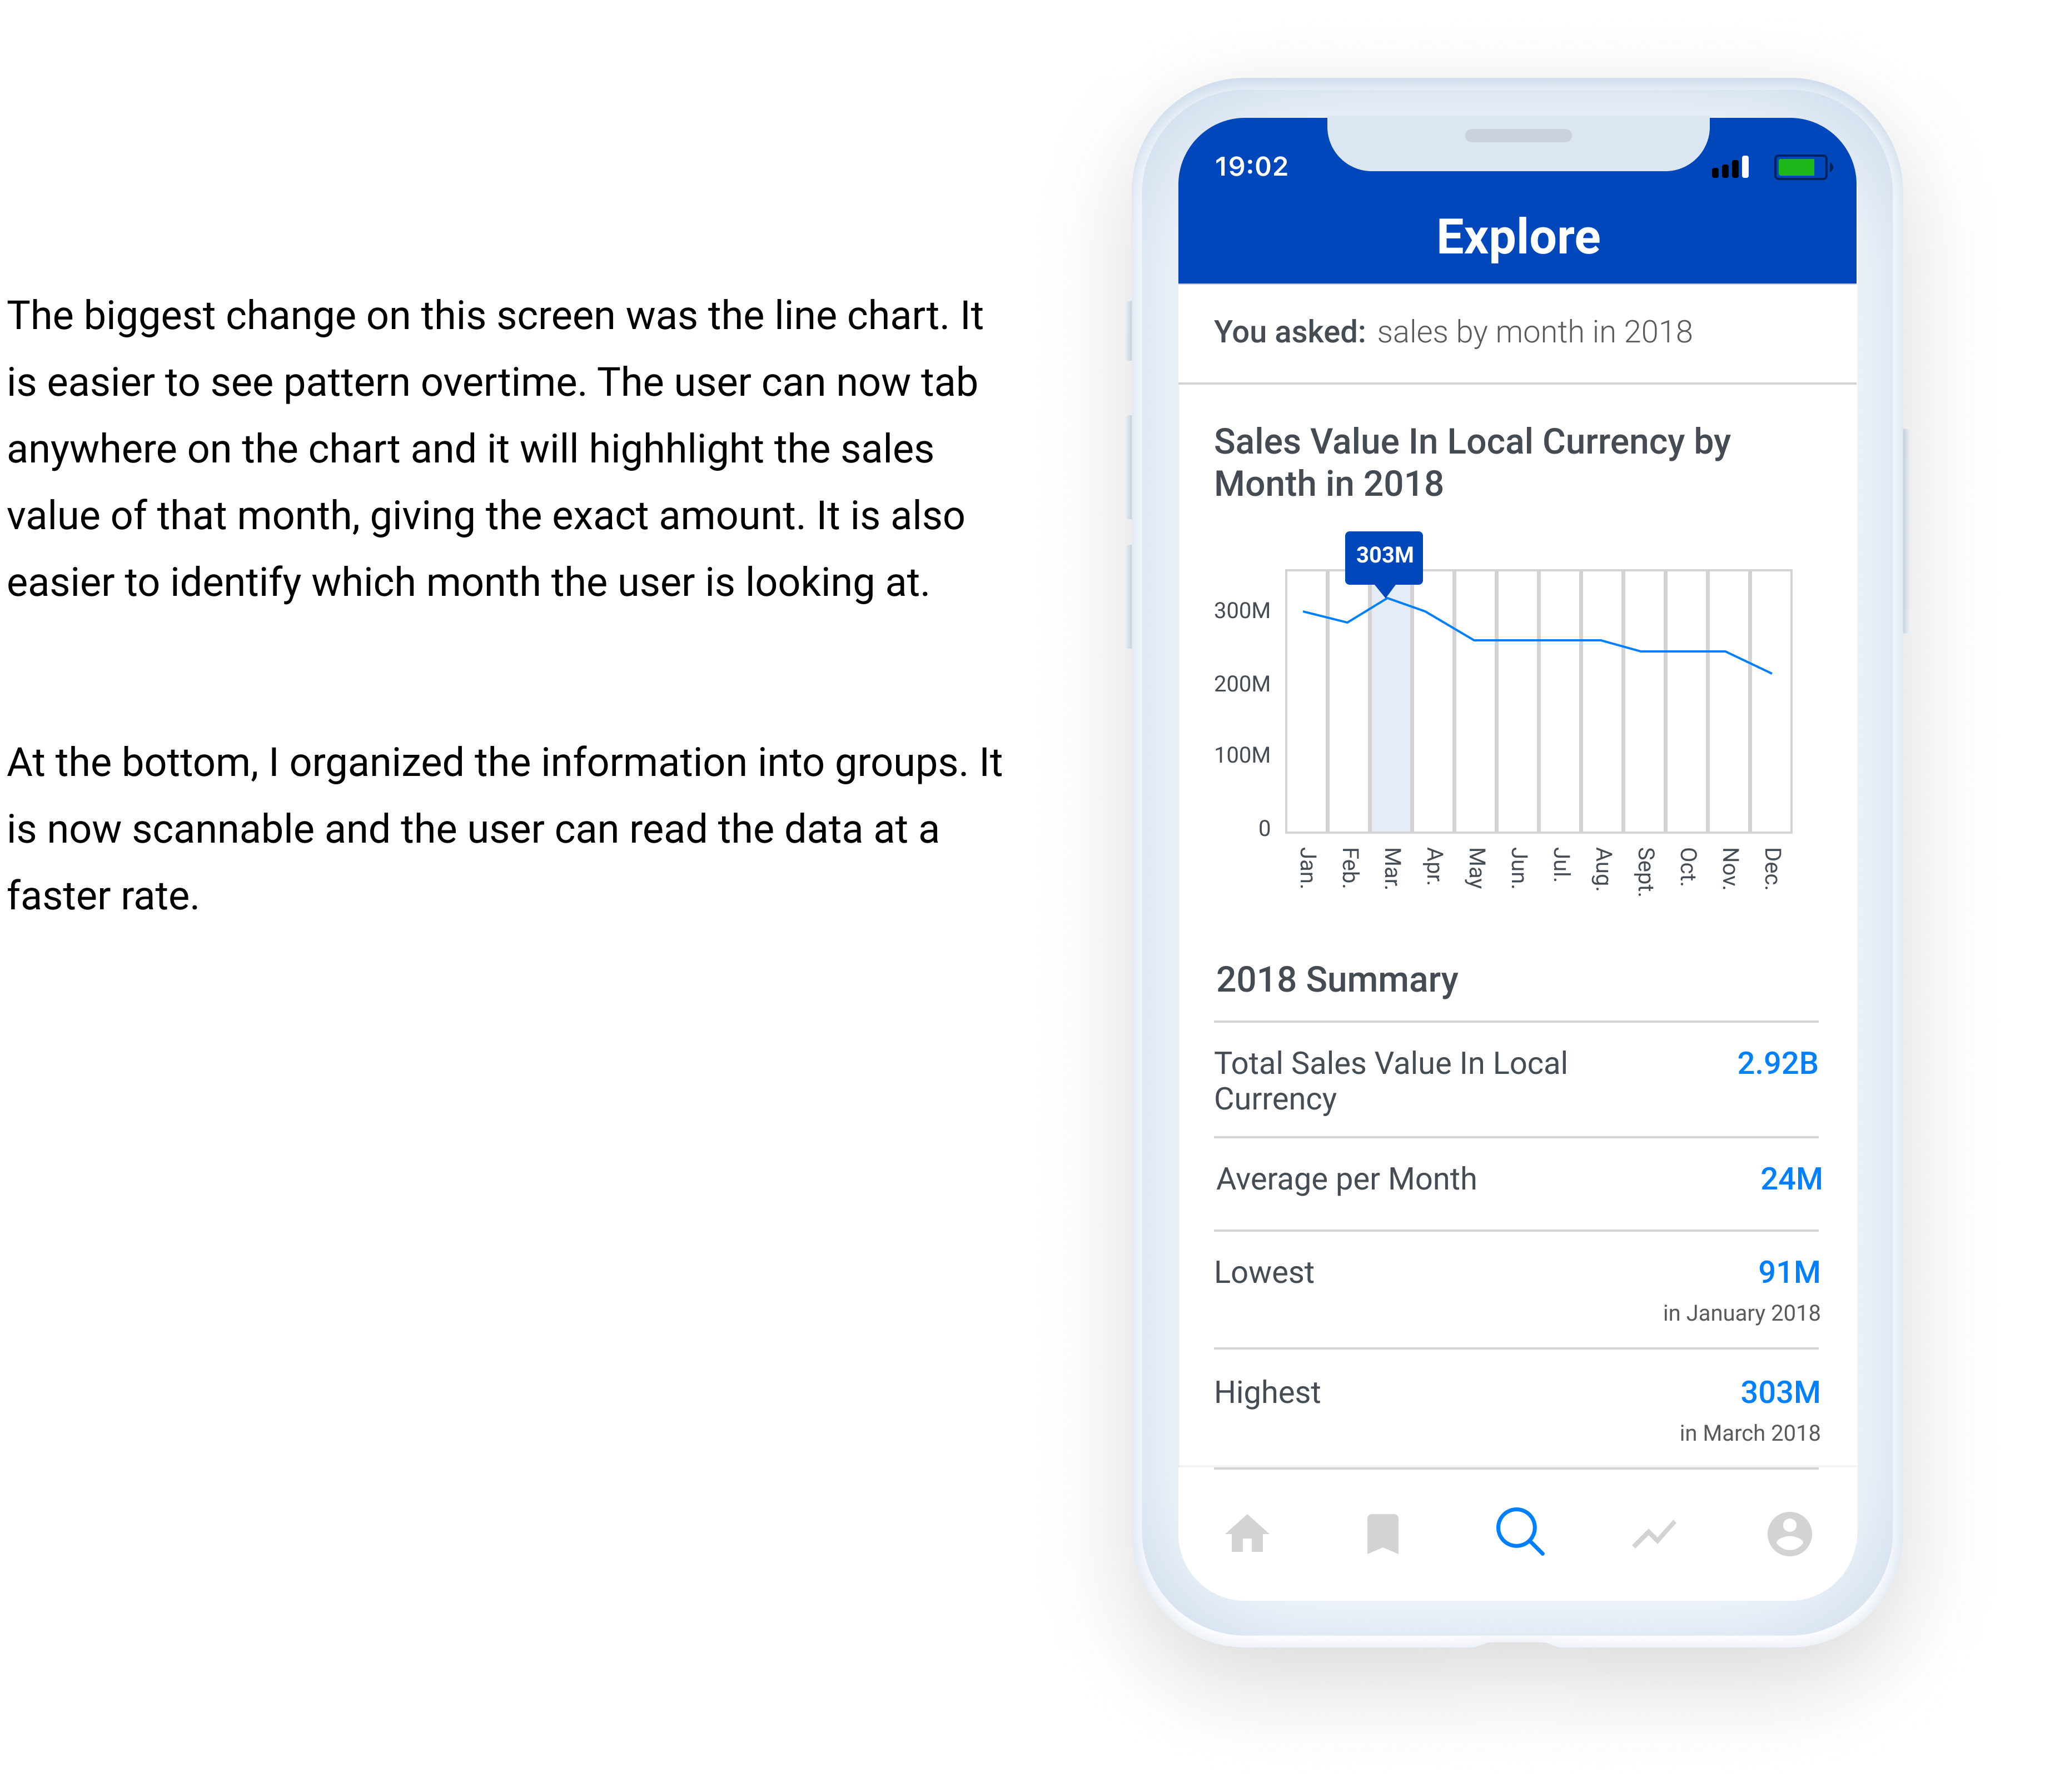 The biggest change on this screen was the line chart. It
is easier to see pattern overtime. The user can now tab
anywhere on the chart and it will highhlight the sales
value of that month, giving the exact amount. It is also
easier to identify which month the user is looking at.
At the bottom, I organized the information into groups. It
is now scannable and the user can read the data at a
faster rate.
19:02
Explore
You asked: sales by month in 2018
Sales Value In Local Currency by
Month in 2018
303M
300M
200M
100M
0
Jan.
Feb.
Mar.
Apr.
May
Jun.
Jul.
Aug.
Sept.
Oct.
Nov.
Dec.
2018 Summary
Total Sales Value In Local 2.92B
Currency
Average per Month 24M
Lowest 91M
in January 2018
Highest 303M
in March 2018